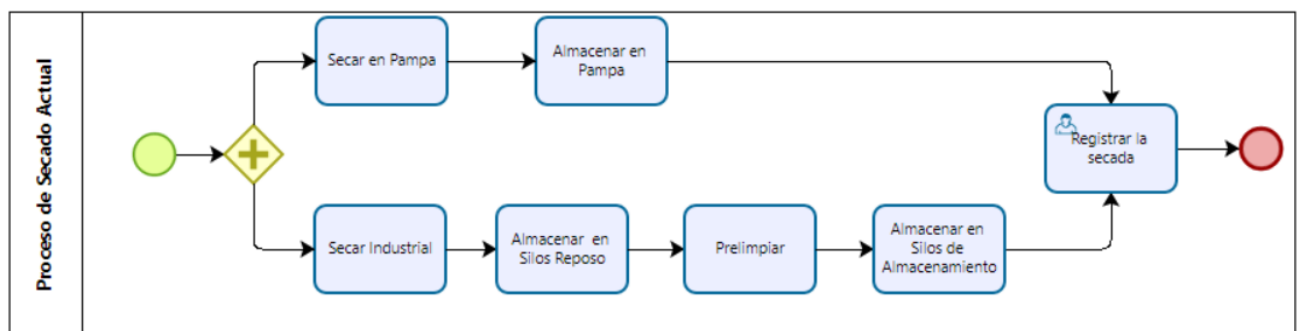 Proceso de Secado Actual
Secar en Pampa
Almacenar en
Pampa
Registrar la
secada
Secar Industrial
Almacenar en
Silos Reposo
Prelimpiar
Almacenar en
Silos de
Almacenamiento